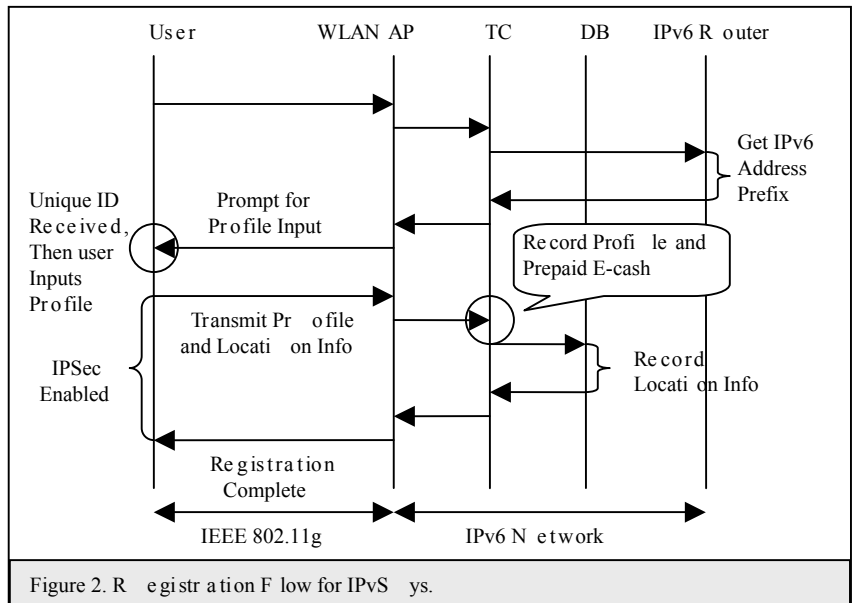 User WLAN AP TC DB IPv6 Router
Get IPv6
Address
Prefix
Unique ID
Received,
Then user
Inputs
Profile
Prompt for
Profile Input
Record Profile and
Prepaid E-cash
Transmit Profile
and Location Info
IPSec
Enabled
Record
Location Info
Registration
Complete
IEEE 802.11g
IPv6 Network
Figure 2. Registration Flow for IPvSys.